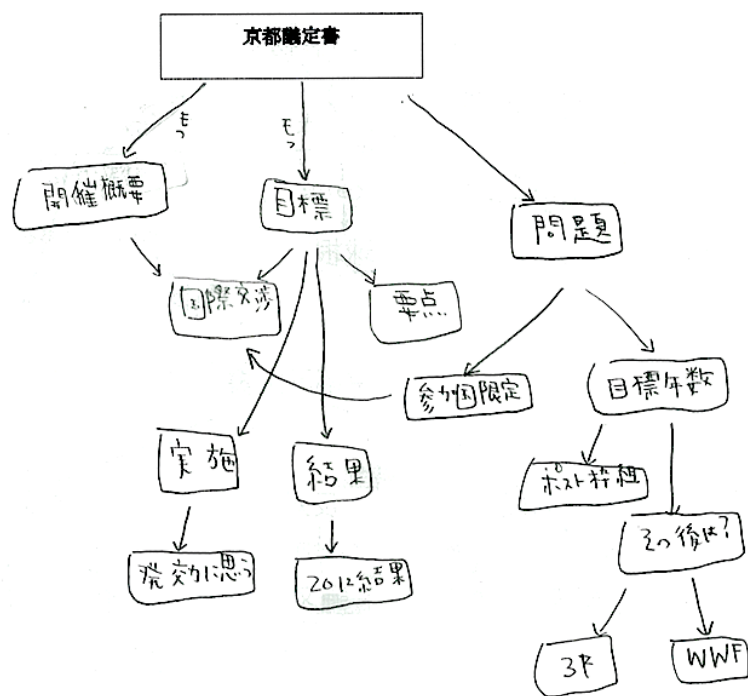 京都議定書
もつ
もつ
開催概要
目標
問題
国際交渉
要点
参加国限定
目標年数
実施
結果
ポスト枠組
その後は?
発効に思う
2012結果
3R
WWF